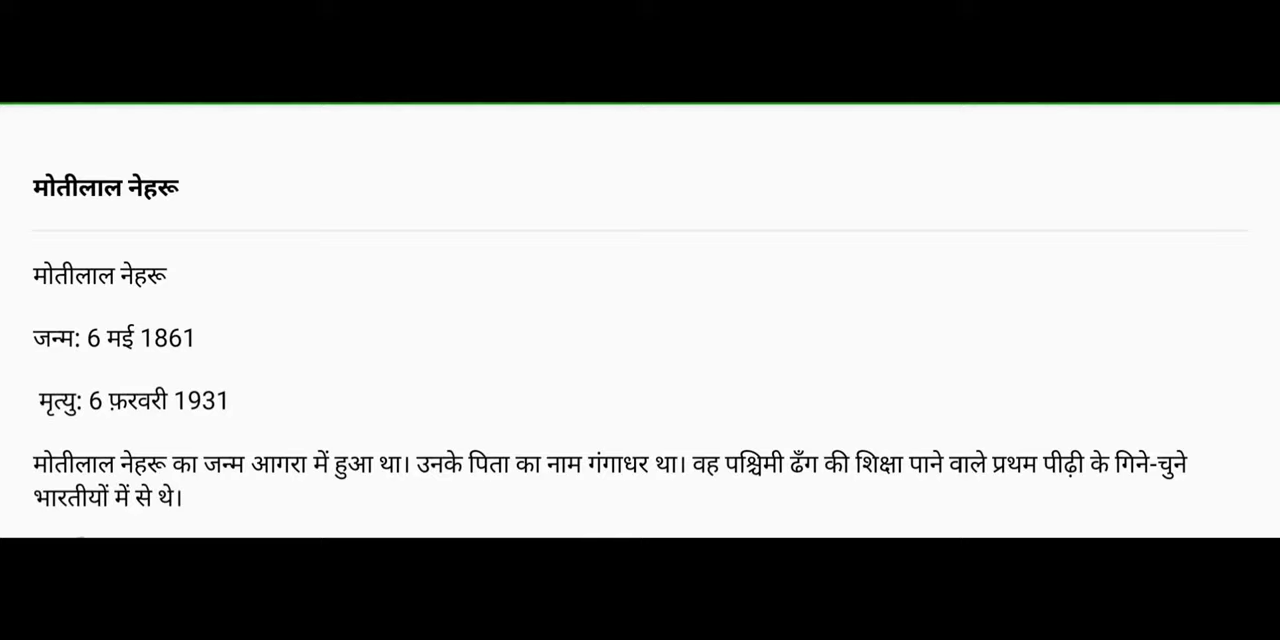 मोतीलाल नेहरू
मोतीलाल नेहरू
जन्म: 6 मई 1861
मृत्यु: 6 फ़रवरी 1931
मोतीलाल नेहरू का जन्म आगरा में हुआ था। उनके पिता का नाम गंगाधर था। वह पश्चिमी ढँग की शिक्षा पाने वाले प्रथम पीढ़ी के गिने-चुने
भारतीयों में से थे।